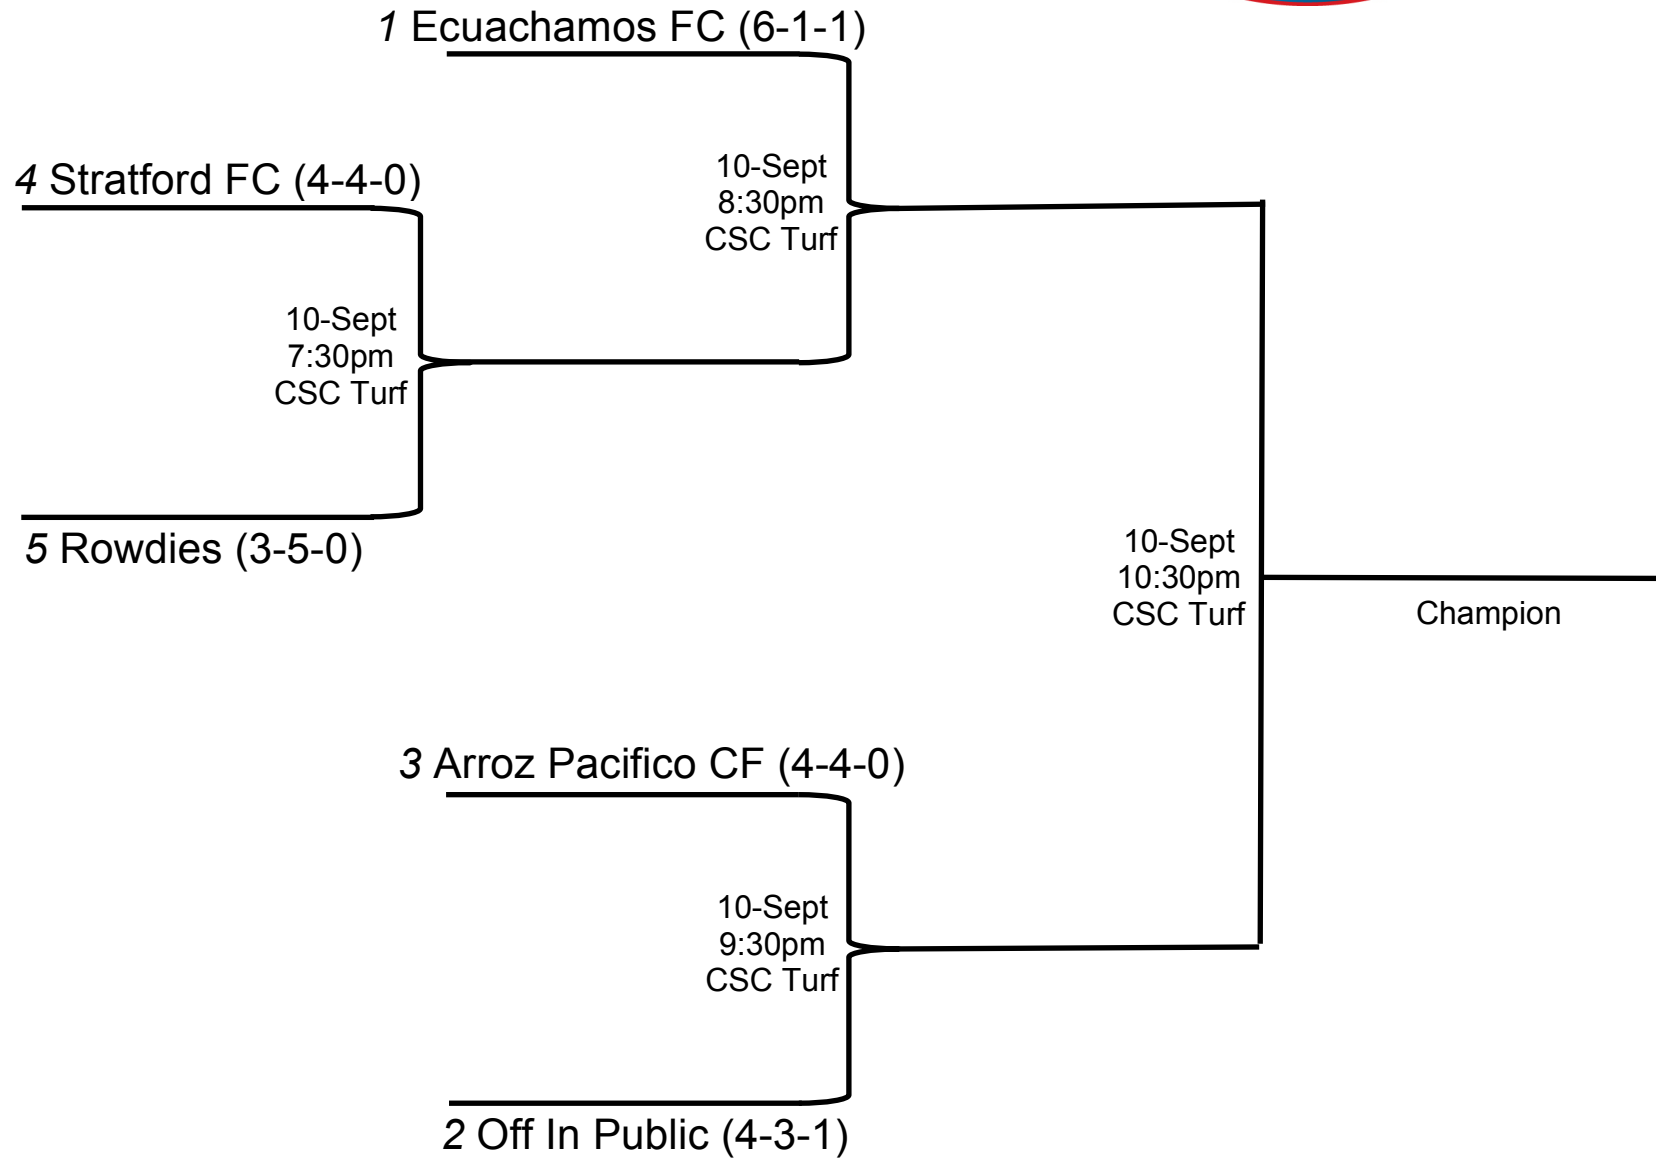 1 Ecuachamos FC (6-1-1)
10-Sept
8:30pm
CSC Turf
4 Stratford FC (4-4-0)
10-Sept
7:30pm
CSC Turf
5 Rowdies (3-5-0)
10-Sept
10:30pm
CSC Turf
Champion
3 Arroz Pacifico CF (4-4-0)
10-Sept
9:30pm
CSC Turf
2 Off In Public (4-3-1)